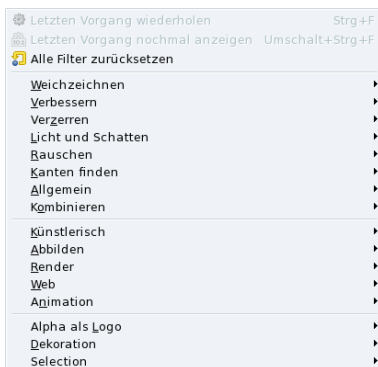 Letzten Vorgang wiederholen Strg+F
Letzten Vorgang nochmal anzeigen Umschalt+Strg+F
Alle Filter zurücksetzen
Weichzeichnen
Verbessern
Verzerren
Licht und Schatten
Rauschen
Kanten finden
Allgemein
Kombinieren
Künstlerisch
Abbilden
Render
Web
Animation
Alpha als Logo
Dekoration
Selection